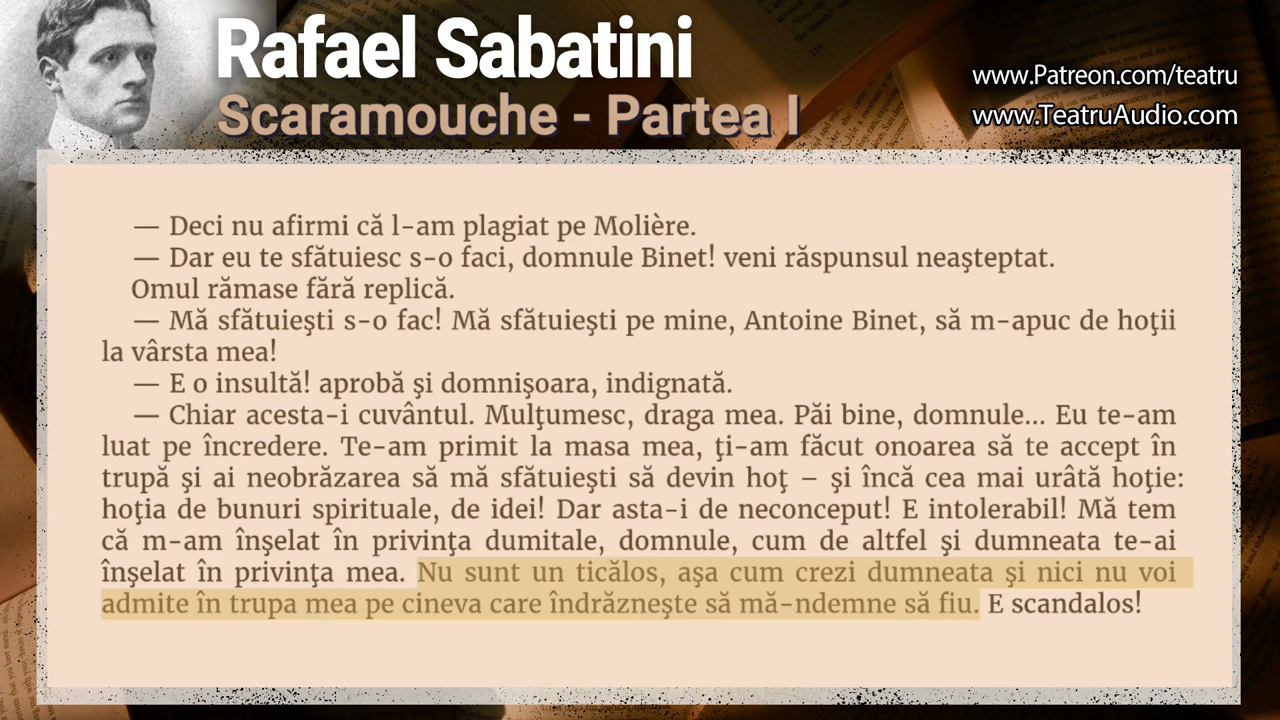 Rafael Sabatini
Scaramouche - Partea I
www.Patreon.com/teatru
www.TeatruAudio.com
— Deci nu afirmi că l-am plagiat pe Molière.
— Dar eu te sfătuiesc s-o faci, domnule Binet! veni răspunsul neaşteptat.
Omul rămase fără replică.
— Mă sfătuieşti s-o fac! Mă sfătuieşti pe mine, Antoine Binet, să m-apuc de hoţii
la vârsta mea!
— E o insultă! aprobă şi domnişoara, indignată.
— Chiar acesta-i cuvântul. Mulţumesc, draga mea. Păi bine, domnule... Eu te-am
luat pe încredere. Te-am primit la masa mea, ţi-am făcut onoarea să te accept în
trupă şi ai neobrăzarea să mă sfătuieşti să devin hoţ – şi încă cea mai urâtă hoţie:
hoţia de bunuri spirituale, de idei! Dar asta-i de neconceput! E intolerabil! Mă tem
că m-am înşelat în privinţa dumitale, domnule, cum de altfel şi dumneata te-ai
înşelat în privinţa mea. Nu sunt un ticălos, aşa cum crezi dumneata şi nici nu voi
admite în trupa mea pe cineva care îndrăzneşte să mă-ndemne să fiu. E scandalos!